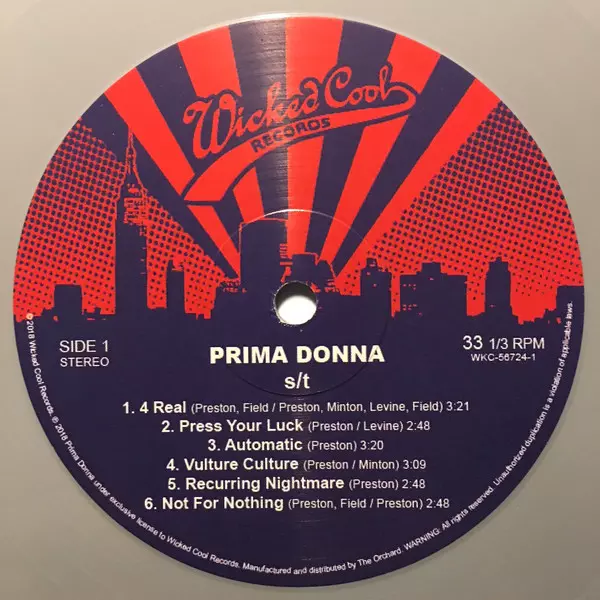 Wicked Cool
RECORDS
SIDE 1
STEREO
PRIMA DONNA
s/t
33 1/3 RPM
WKC-56724-1
1. 4 Real (Preston, Field / Preston, Minton, Levine, Field) 3:21
2. Press Your Luck (Preston / Levine) 2:48
3. Automatic (Preston) 3:20
4. Vulture Culture (Preston / Minton) 3:09
5. Recurring Nightmare (Preston) 2:48
6. Not For Nothing (Preston, Field / Preston) 2:48
©2018 Wicked Cool Records. ℗ 2018 Prima Donna under exclusive license to Wicked Cool Records. Manufactured and distributed by The Orchard. WARNING: All rights reserved. Unauthorized duplication is a violation of applicable laws.